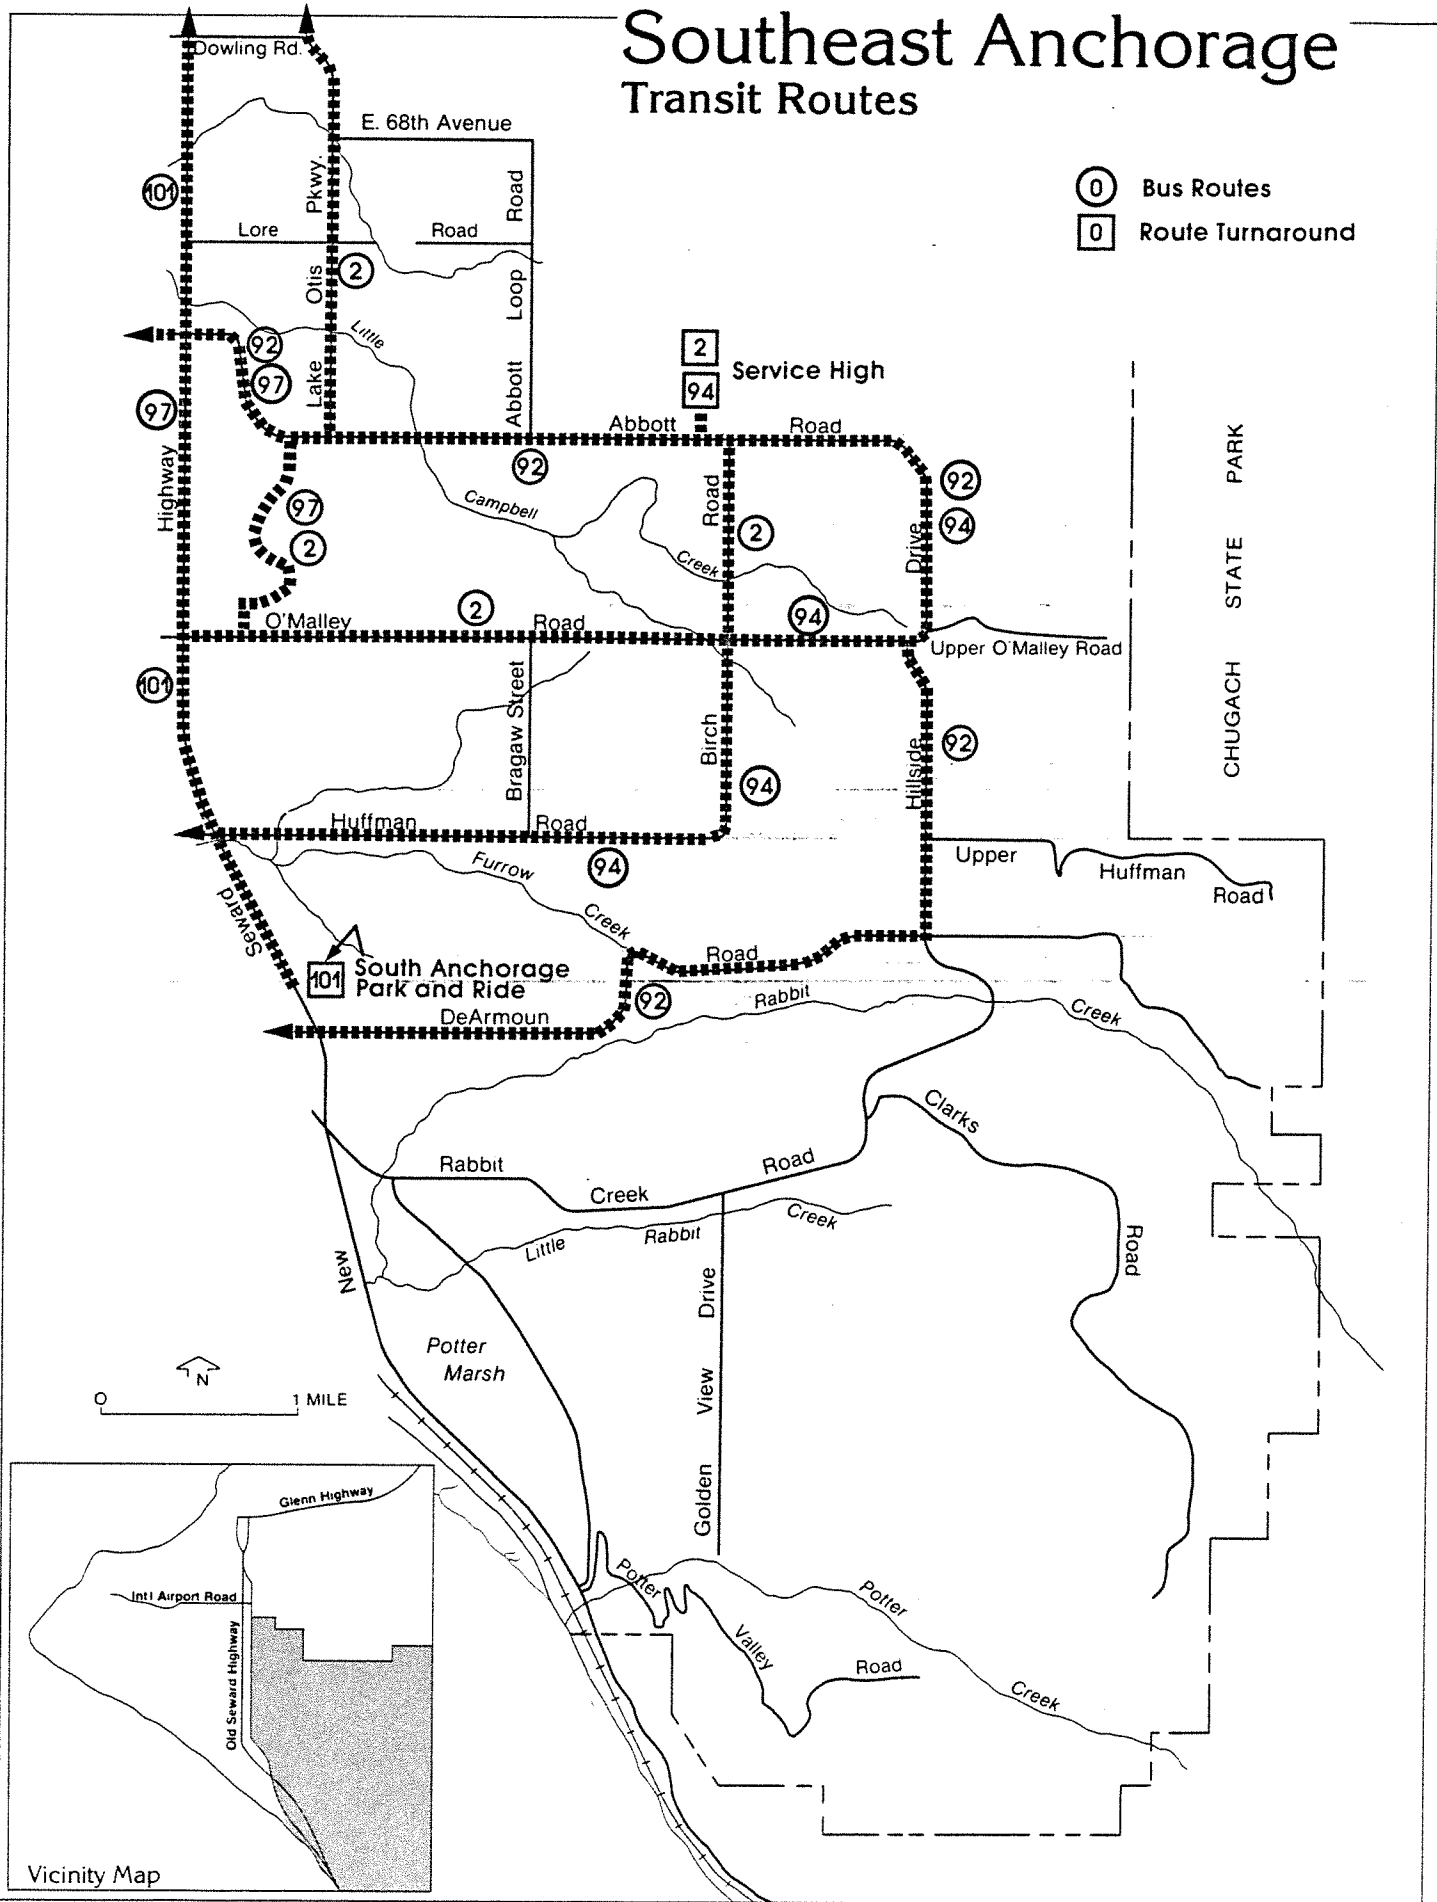 Southeast Anchorage
Transit Routes
Dowling Rd.
E. 68th Avenue
101
Pkwy.
Road
0 Bus Routes
0 Route Turnaround
Lore
Road
2
Otis
Loop
Little
92
97
Lake
Abbott
97
2
94
Service High
Abbott
Road
Highway
92
92
94
97
2
Campbell
Creek
Road
2
Drive
CHUGACH STATE PARK
O'Malley
2
Road
94
Upper O'Malley Road
101
Bragaw Street
Birch
94
Hillside
92
Huffman
Road
94
Furrow
Creek
Upper
Huffman
Road
Seward
101
South Anchorage
Park and Ride
Road
92
DeArmoun
Rabbit
Creek
Clarks
Road
Rabbit
Creek
Road
Little
Rabbit
Creek
New
Golden View Drive
Potter
Marsh
N
0 1 MILE
Potter
Valley
Road
Potter
Creek
Glenn Highway
Int'l Airport Road
Old Seward Highway
Vicinity Map